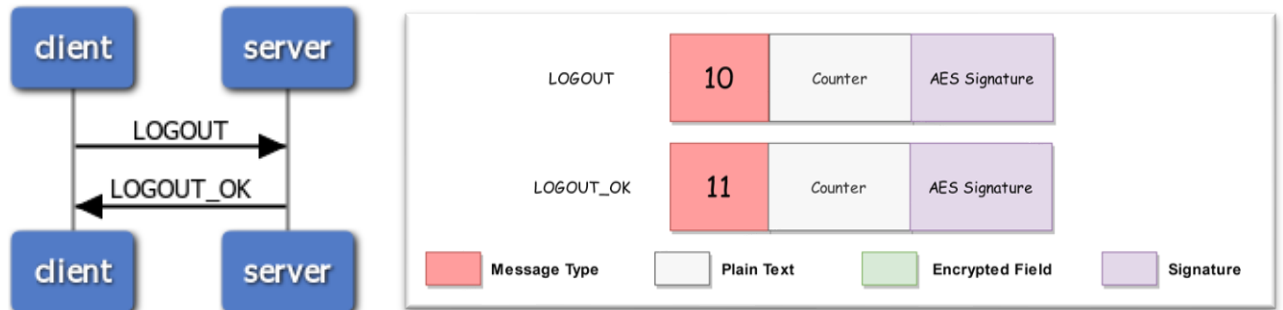 client server
LOGOUT
LOGOUT_OK
client server
LOGOUT 10 Counter AES Signature
LOGOUT_OK 11 Counter AES Signature
Message Type Plain Text Encrypted Field Signature